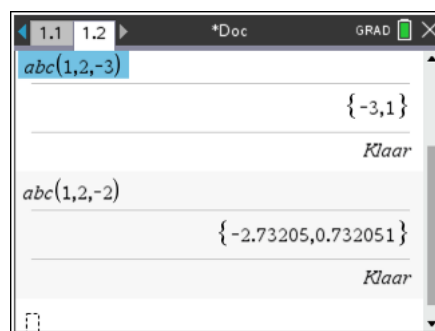 1.1 1.2 *Doc GRAD
abc(1,2,-3)
{-3,1}
Klaar
abc(1,2,-2)
{-2.73205,0.732051}
Klaar